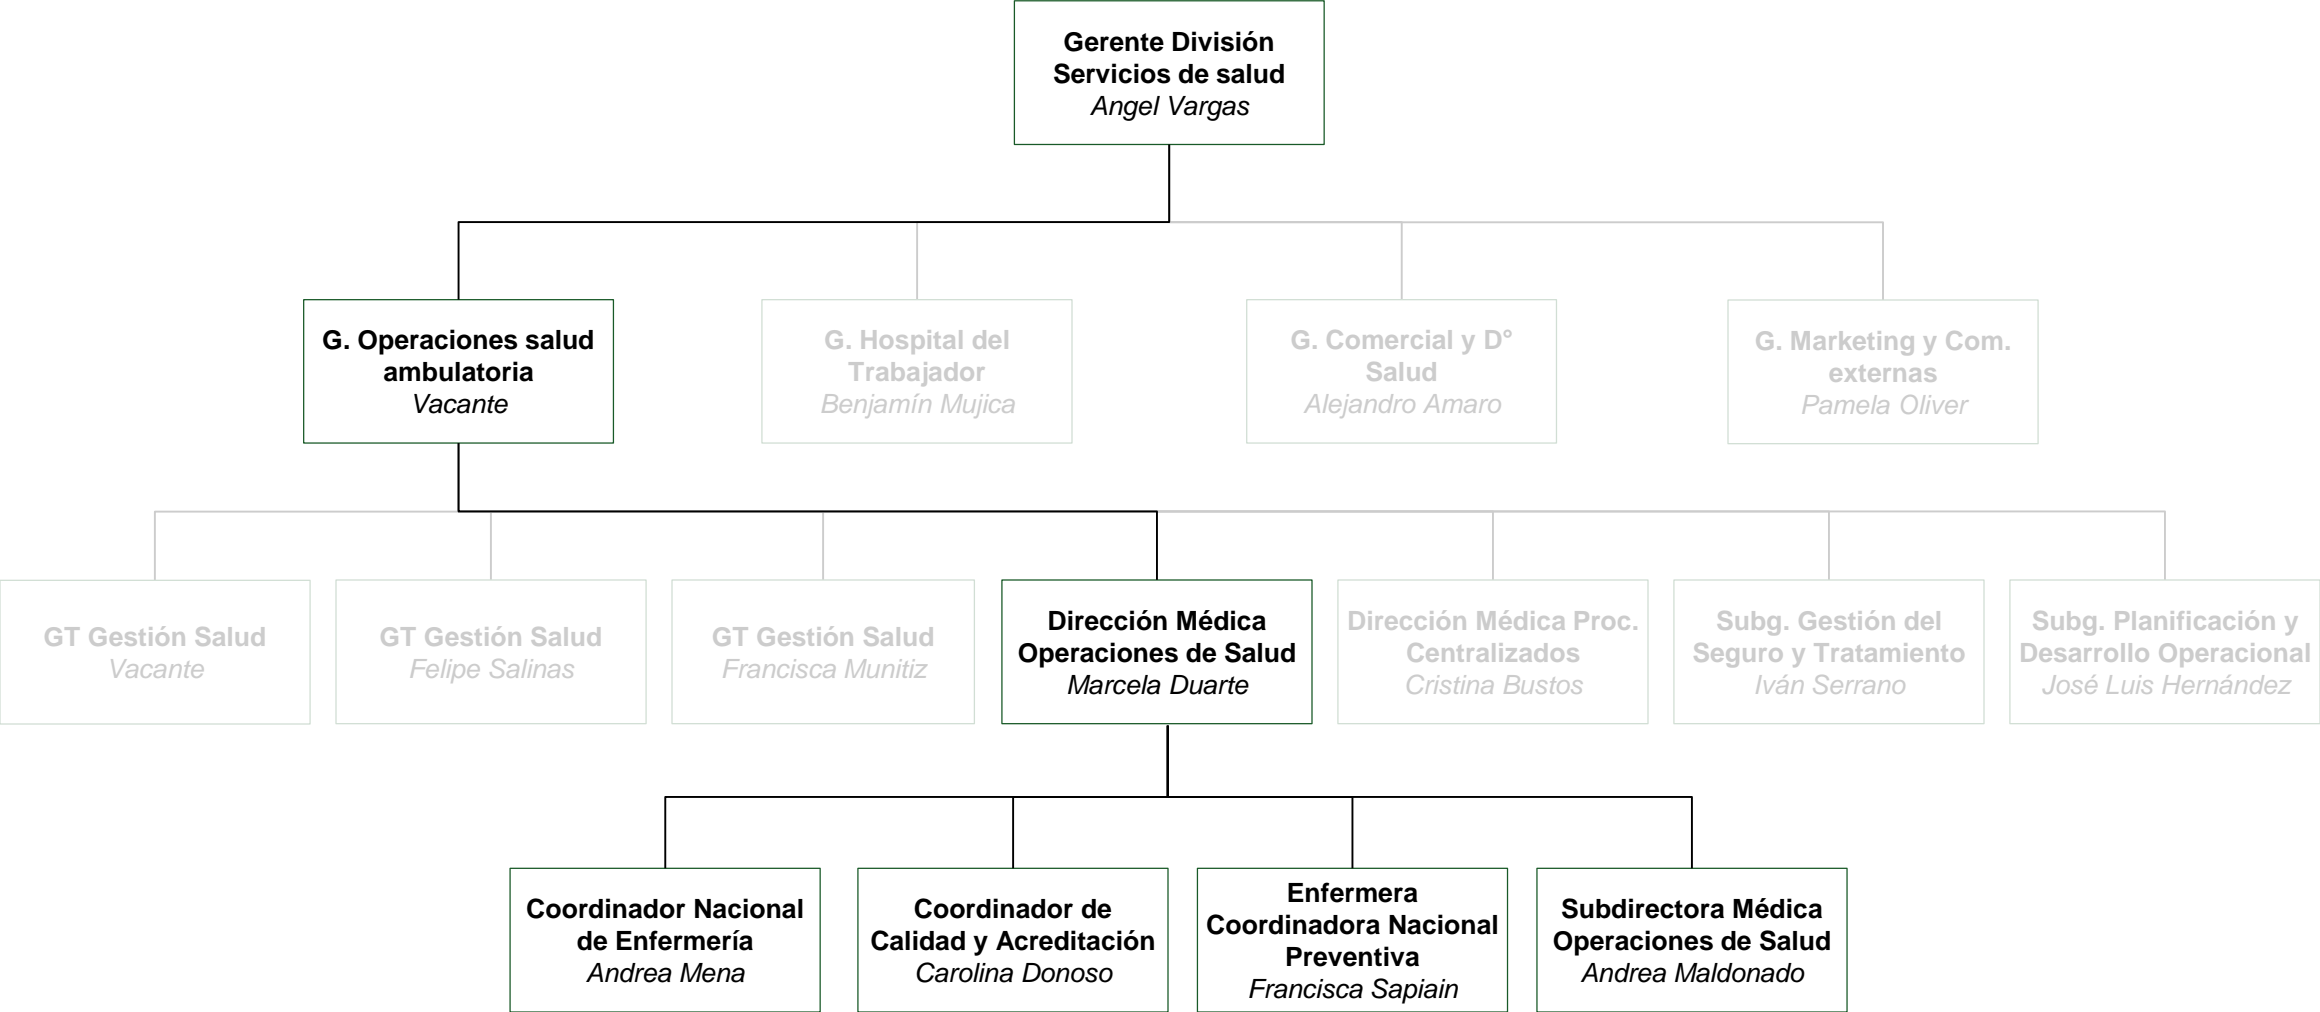 Gerente División
Servicios de salud
Angel Vargas
G. Operaciones salud
ambulatoria
Vacante
G. Hospital del
Trabajador
Benjamín Mujica
G. Comercial y D°
Salud
Alejandro Amaro
G. Marketing y Com.
externas
Pamela Oliver
GT Gestión Salud
Vacante
GT Gestión Salud
Felipe Salinas
GT Gestión Salud
Francisca Munitiz
Dirección Médica
Operaciones de Salud
Marcela Duarte
Dirección Médica Proc.
Centralizados
Cristina Bustos
Subg. Gestión del
Seguro y Tratamiento
Iván Serrano
Subg. Planificación y
Desarrollo Operacional
José Luis Hernández
Coordinador Nacional
de Enfermería
Andrea Mena
Coordinador de
Calidad y Acreditación
Carolina Donoso
Enfermera
Coordinadora Nacional
Preventiva
Francisca Sapiain
Subdirectora Médica
Operaciones de Salud
Andrea Maldonado